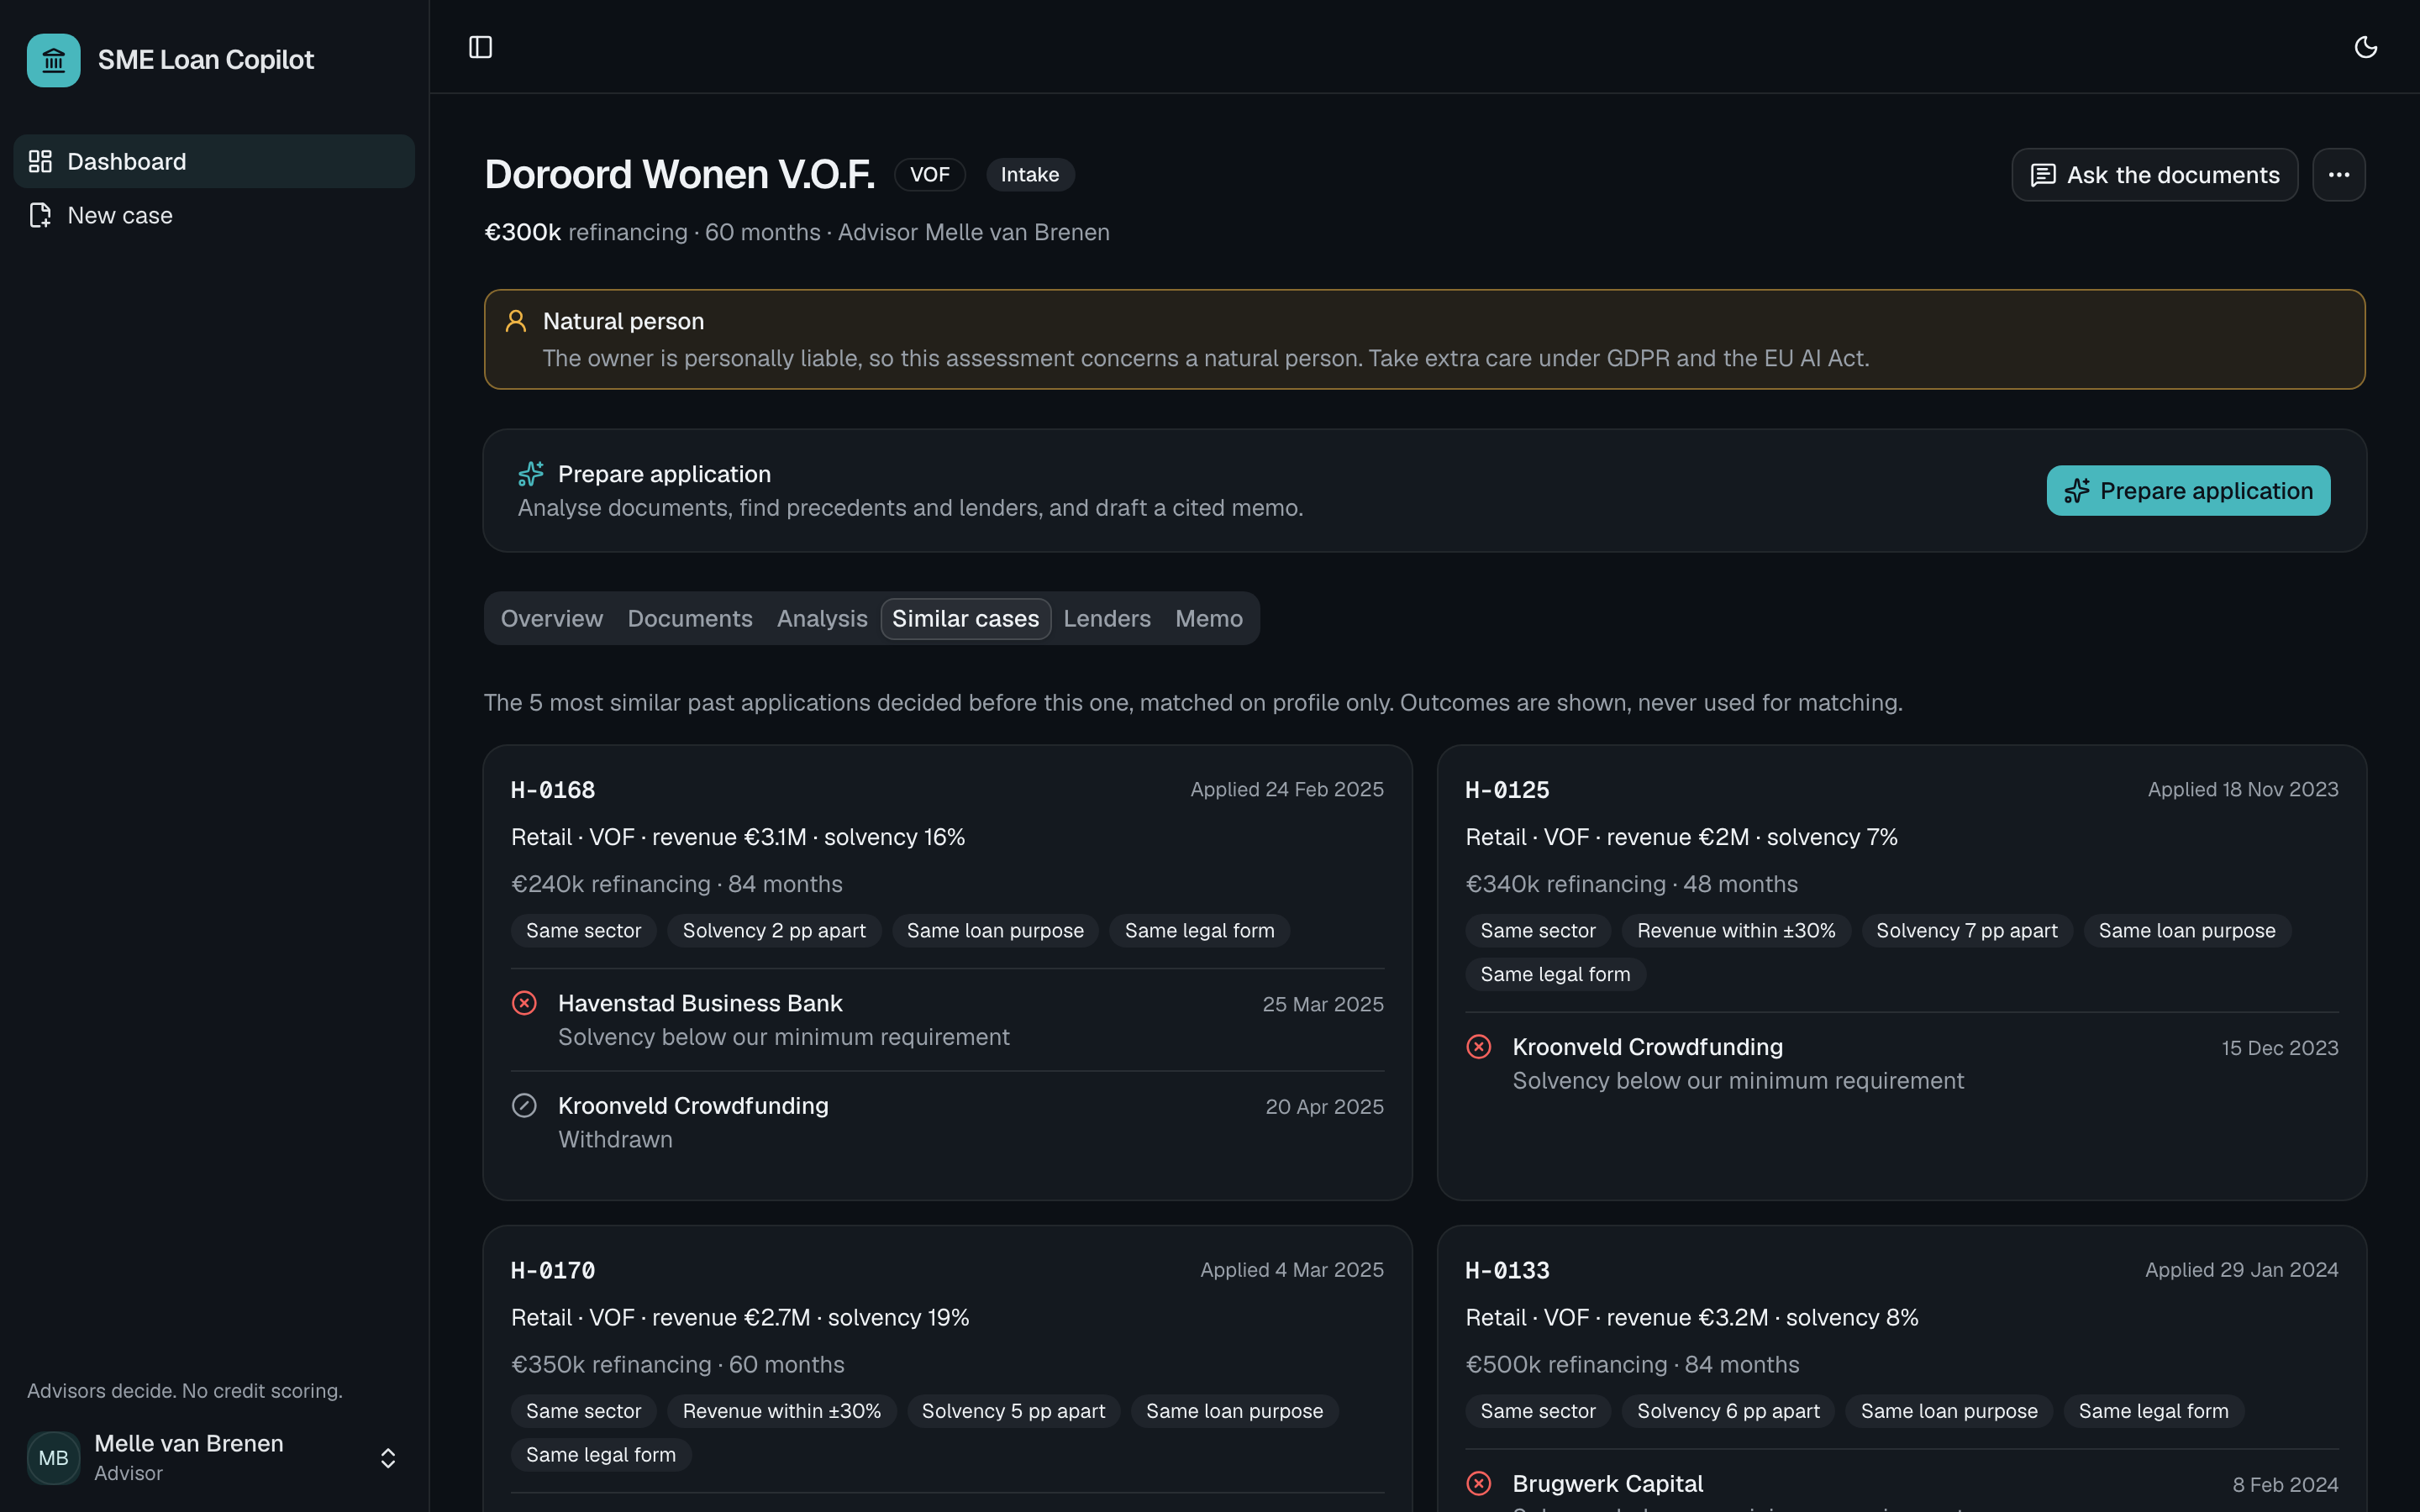 SME Loan Copilot
Dashboard
New case
Doroord Wonen V.O.F. VOF Intake
Ask the documents
€300k refinancing · 60 months · Advisor Melle van Brenen
Natural person
The owner is personally liable, so this assessment concerns a natural person. Take extra care under GDPR and the EU AI Act.
Prepare application
Analyse documents, find precedents and lenders, and draft a cited memo.
Prepare application
Overview Documents Analysis Similar cases Lenders Memo
The 5 most similar past applications decided before this one, matched on profile only. Outcomes are shown, never used for matching.
H-0168 Applied 24 Feb 2025
Retail · VOF · revenue €3.1M · solvency 16%
€240k refinancing · 84 months
Same sector Solvency 2 pp apart Same loan purpose Same legal form
Havenstad Business Bank 25 Mar 2025
Solvency below our minimum requirement
Kroonveld Crowdfunding 20 Apr 2025
Withdrawn
H-0125 Applied 18 Nov 2023
Retail · VOF · revenue €2M · solvency 7%
€340k refinancing · 48 months
Same sector Revenue within ±30% Solvency 7 pp apart Same loan purpose
Same legal form
Kroonveld Crowdfunding 15 Dec 2023
Solvency below our minimum requirement
H-0170 Applied 4 Mar 2025
Retail · VOF · revenue €2.7M · solvency 19%
€350k refinancing · 60 months
Same sector Revenue within ±30% Solvency 5 pp apart Same loan purpose
Same legal form
H-0133 Applied 29 Jan 2024
Retail · VOF · revenue €3.2M · solvency 8%
€500k refinancing · 84 months
Same sector Solvency 6 pp apart Same loan purpose Same legal form
Brugwerk Capital 8 Feb 2024
Advisors decide. No credit scoring.
MB Melle van Brenen
Advisor